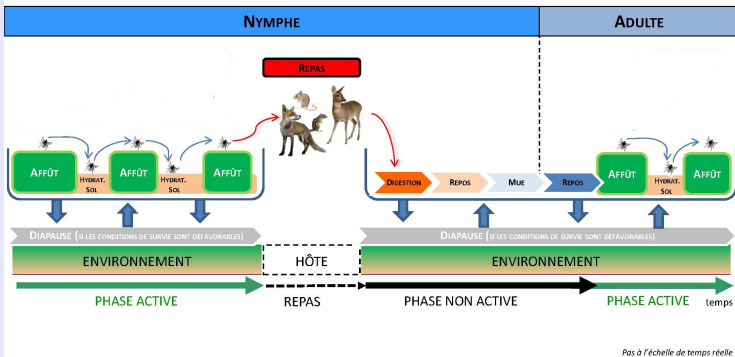 NYMPHE
ADULTE
REPAS
AFFÛT
HYDRAT.
SOL
AFFÛT
HYDRAT.
SOL
AFFÛT
DIGESTION
REPOS
MUE
REPOS
AFFÛT
HYDRAT.
SOL
AFFÛT
DIAPAUSE (SI LES CONDITIONS DE SURVIE SONT DÉFAVORABLES)
DIAPAUSE (SI LES CONDITIONS DE SURVIE SONT DÉFAVORABLES)
ENVIRONNEMENT
HÔTE
ENVIRONNEMENT
PHASE ACTIVE
REPAS
PHASE NON ACTIVE
PHASE ACTIVE
temps
Pas à l'échelle de temps réelle